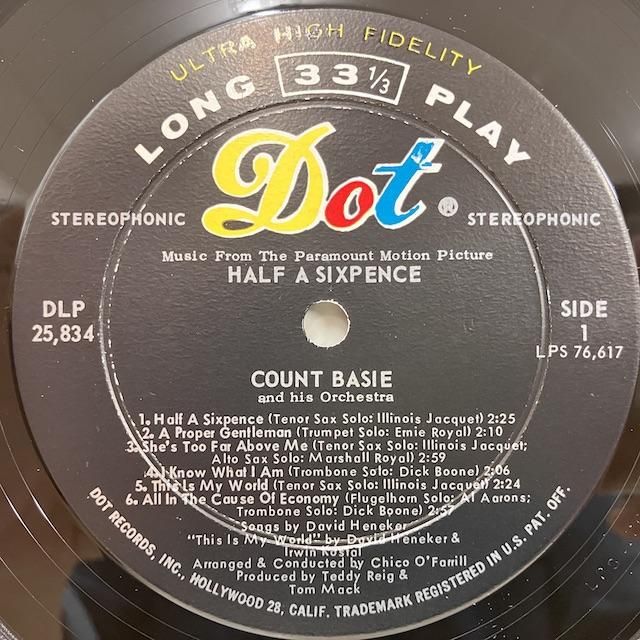 ULTRA HIGH FIDELITY
LONG 33 1/3 PLAY
Dot ®
STEREOPHONIC STEREOPHONIC
Music From The Paramount Motion Picture
HALF A SIXPENCE
DLP
25,834
SIDE
1
LPS 76,617
COUNT BASIE
and his Orchestra
1. Half A Sixpence (Tenor Sax Solo: Illinois Jacquet) 2:25
2. A Proper Gentleman (Trumpet Solo: Ernie Royal) 2:10
3. She's Too Far Above Me (Tenor Sax Solo: Illinois Jacquet;
Alto Sax Solo: Marshall Royal) 2:59
4. I Know What I Am (Trombone Solo: Dick Boone) 2:06
5. This Is My World (Tenor Sax Solo: Illinois Jacquet) 2:24
6. All In The Cause Of Economy (Flugelhorn Solo: Al Aarons;
Trombone Solo: Dick Boone) 2:57
Songs by David Heneker
"This Is My World" by David Heneker &
Irwin Kostal
Arranged & Conducted by Chico O'Farrill
Produced by Teddy Reig &
Tom Mack
DOT RECORDS, INC., HOLLYWOOD 28, CALIF. TRADEMARK REGISTERED IN U.S. PAT. OFF.